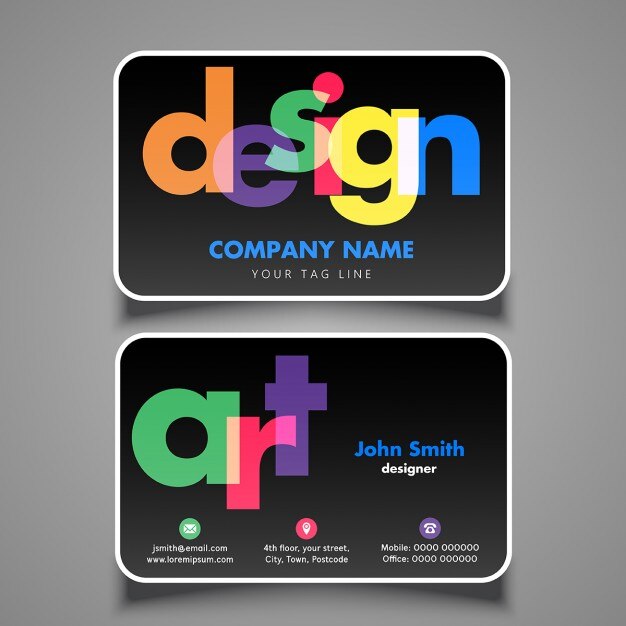 design
COMPANY NAME
YOUR TAG LINE
art
John Smith
designer
jsmith@email.com
www.loremipsum.com
4th floor, your street,
City, Town, Postcode
Mobile: 0000 000000
Office: 0000 000000